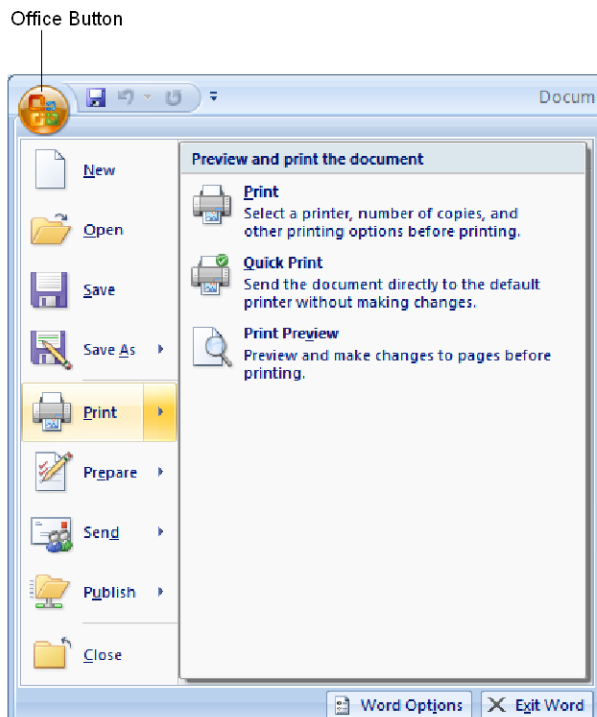 Office Button
Docum
New
Open
Save
Save As
Print
Prepare
Send
Publish
Close
Preview and print the document
Print
Select a printer, number of copies, and
other printing options before printing.
Quick Print
Send the document directly to the default
printer without making changes.
Print Preview
Preview and make changes to pages before
printing.
Word Options
Exit Word